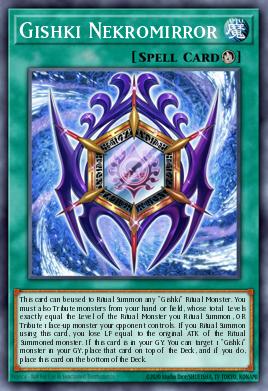 GISHKI NEKROMIRROR
[SPELL CARD]
This card can be used to Ritual Summon any "Gishki" Ritual Monster. You
must also Tribute monsters from your hand or field, whose total Levels
exactly equal the level of the Ritual Monster you Ritual Summon, OR
Tribute 1 face-up monster your opponent controls. If you Ritual Summon
using this card, you lose LP equal to the original ATK of the Ritual
Summoned monster. If this card is in your GY: You can target 1 "Gishki"
monster in your GY; place that card on top of the Deck, and if you do,
place this card on the bottom of the Deck.